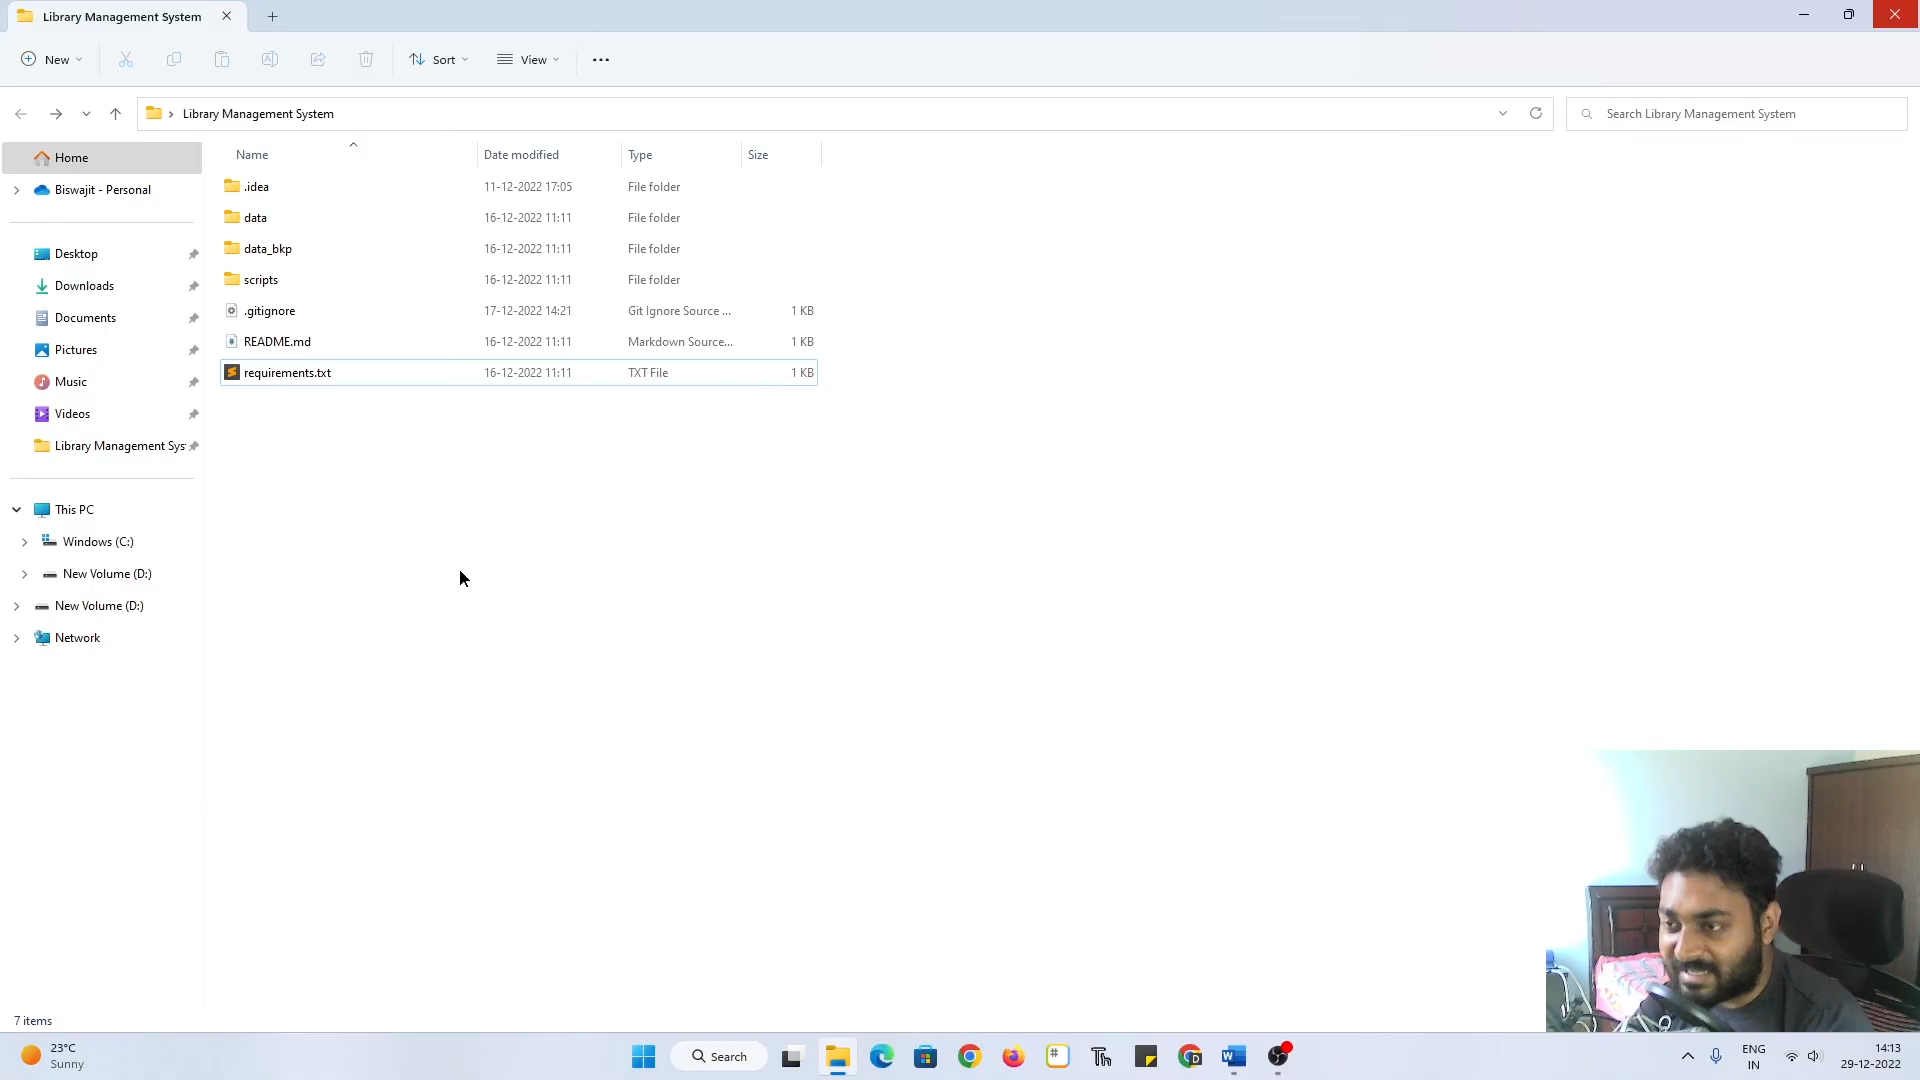 Library Management System
New
Sort
View
Library Management System
Search Library Management System
Home
Biswajit - Personal
Desktop
Downloads
Documents
Pictures
Music
Videos
Library Management Sys
This PC
Windows (C:)
New Volume (D:)
New Volume (D:)
Network
Name Date modified Type Size
.idea 11-12-2022 17:05 File folder
data 16-12-2022 11:11 File folder
data_bkp 16-12-2022 11:11 File folder
scripts 16-12-2022 11:11 File folder
.gitignore 17-12-2022 14:21 Git Ignore Source ... 1 KB
README.md 16-12-2022 11:11 Markdown Source... 1 KB
requirements.txt 16-12-2022 11:11 TXT File 1 KB
7 items
23°C
Sunny
Search
ENG
IN
14:13
29-12-2022